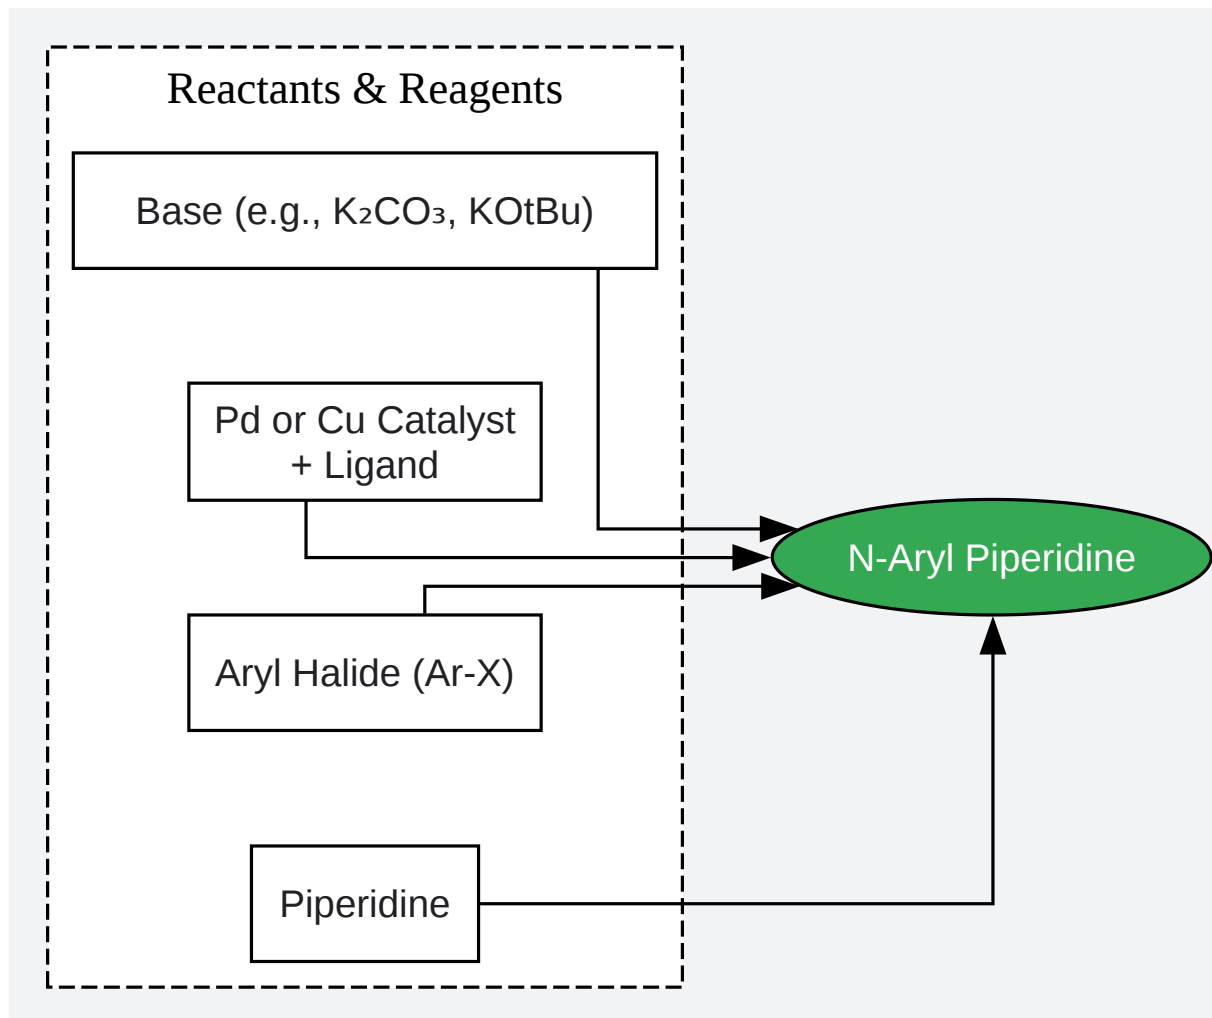 Reactants & Reagents
Base (e.g., K₂CO₃, KOtBu)
Pd or Cu Catalyst
+ Ligand
N-Aryl Piperidine
Aryl Halide (Ar-X)
Piperidine